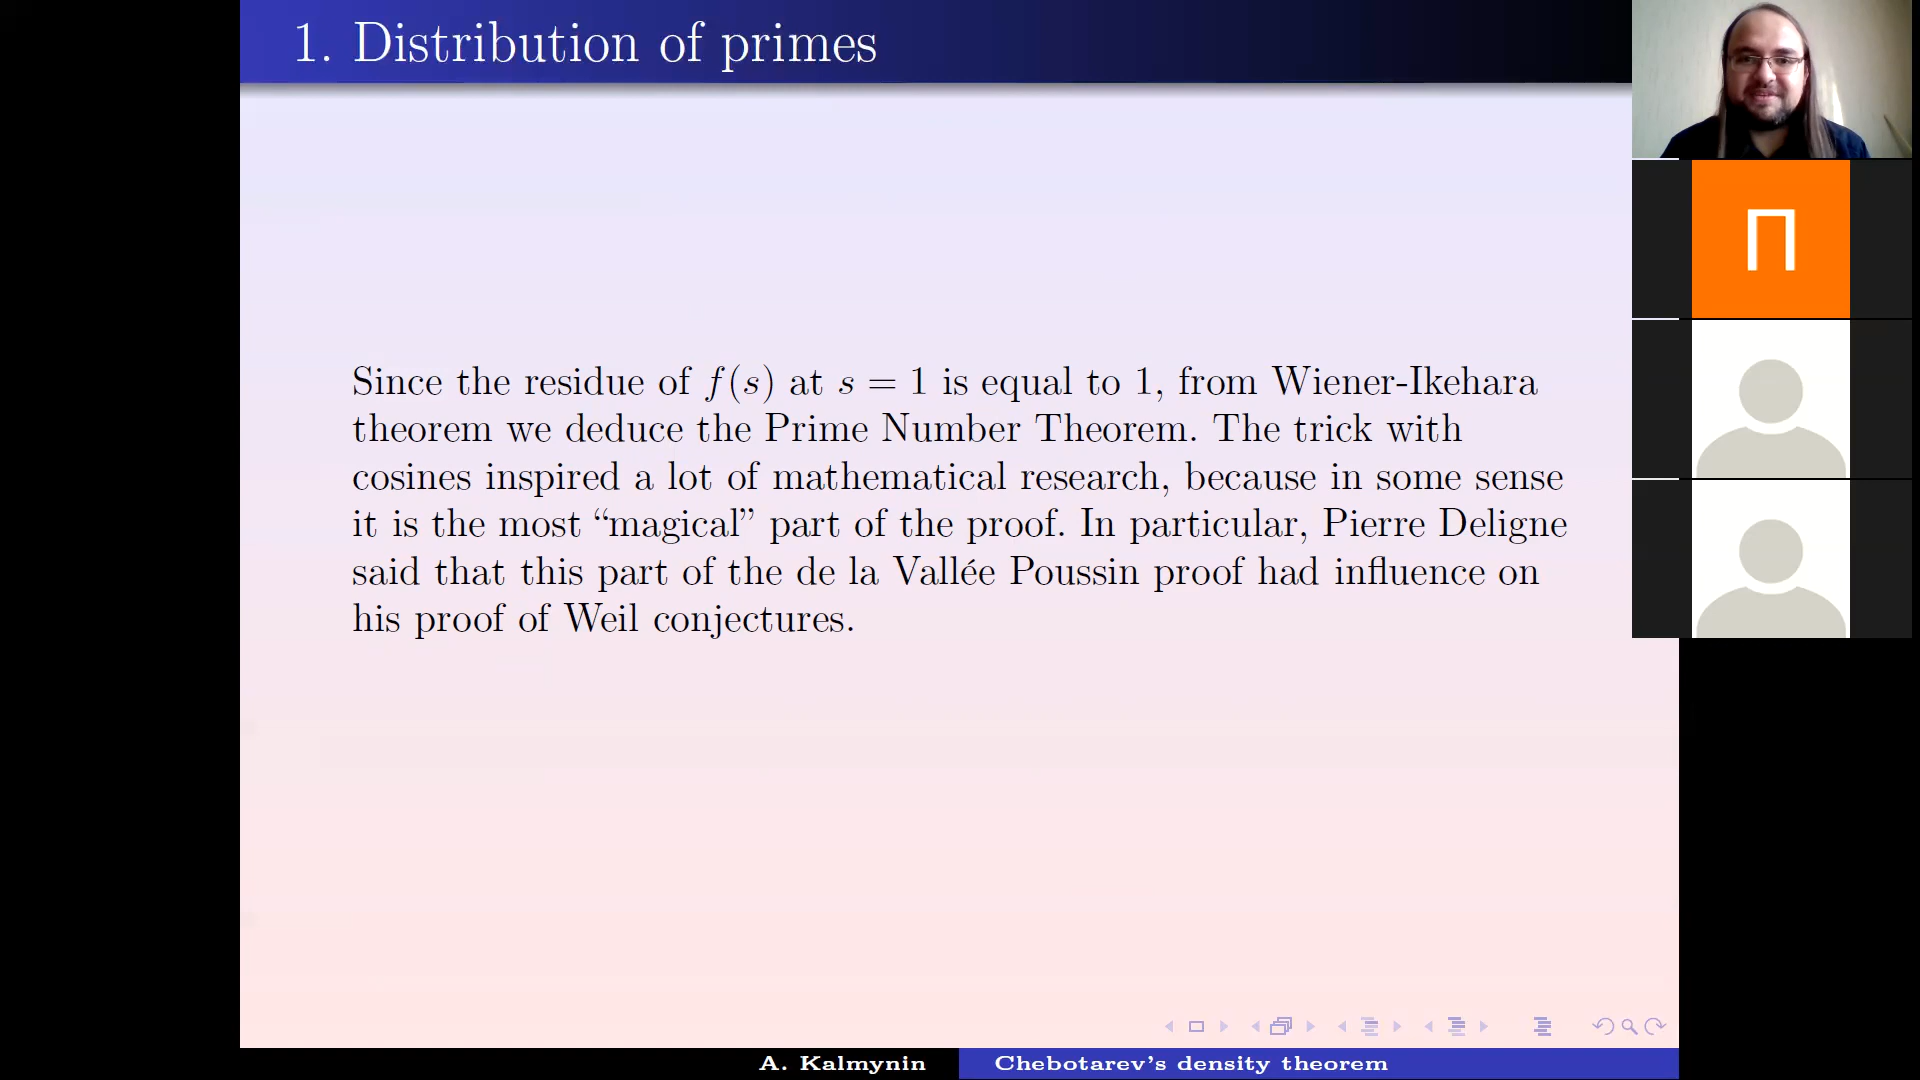 1. Distribution of primes
Since the residue of f(s) at s = 1 is equal to 1, from Wiener-Ikehara
theorem we deduce the Prime Number Theorem. The trick with
cosines inspired a lot of mathematical research, because in some sense
it is the most “magical” part of the proof. In particular, Pierre Deligne
said that this part of the de la Vallée Poussin proof had influence on
his proof of Weil conjectures.
A. Kalmynin
Chebotarev's density theorem
П